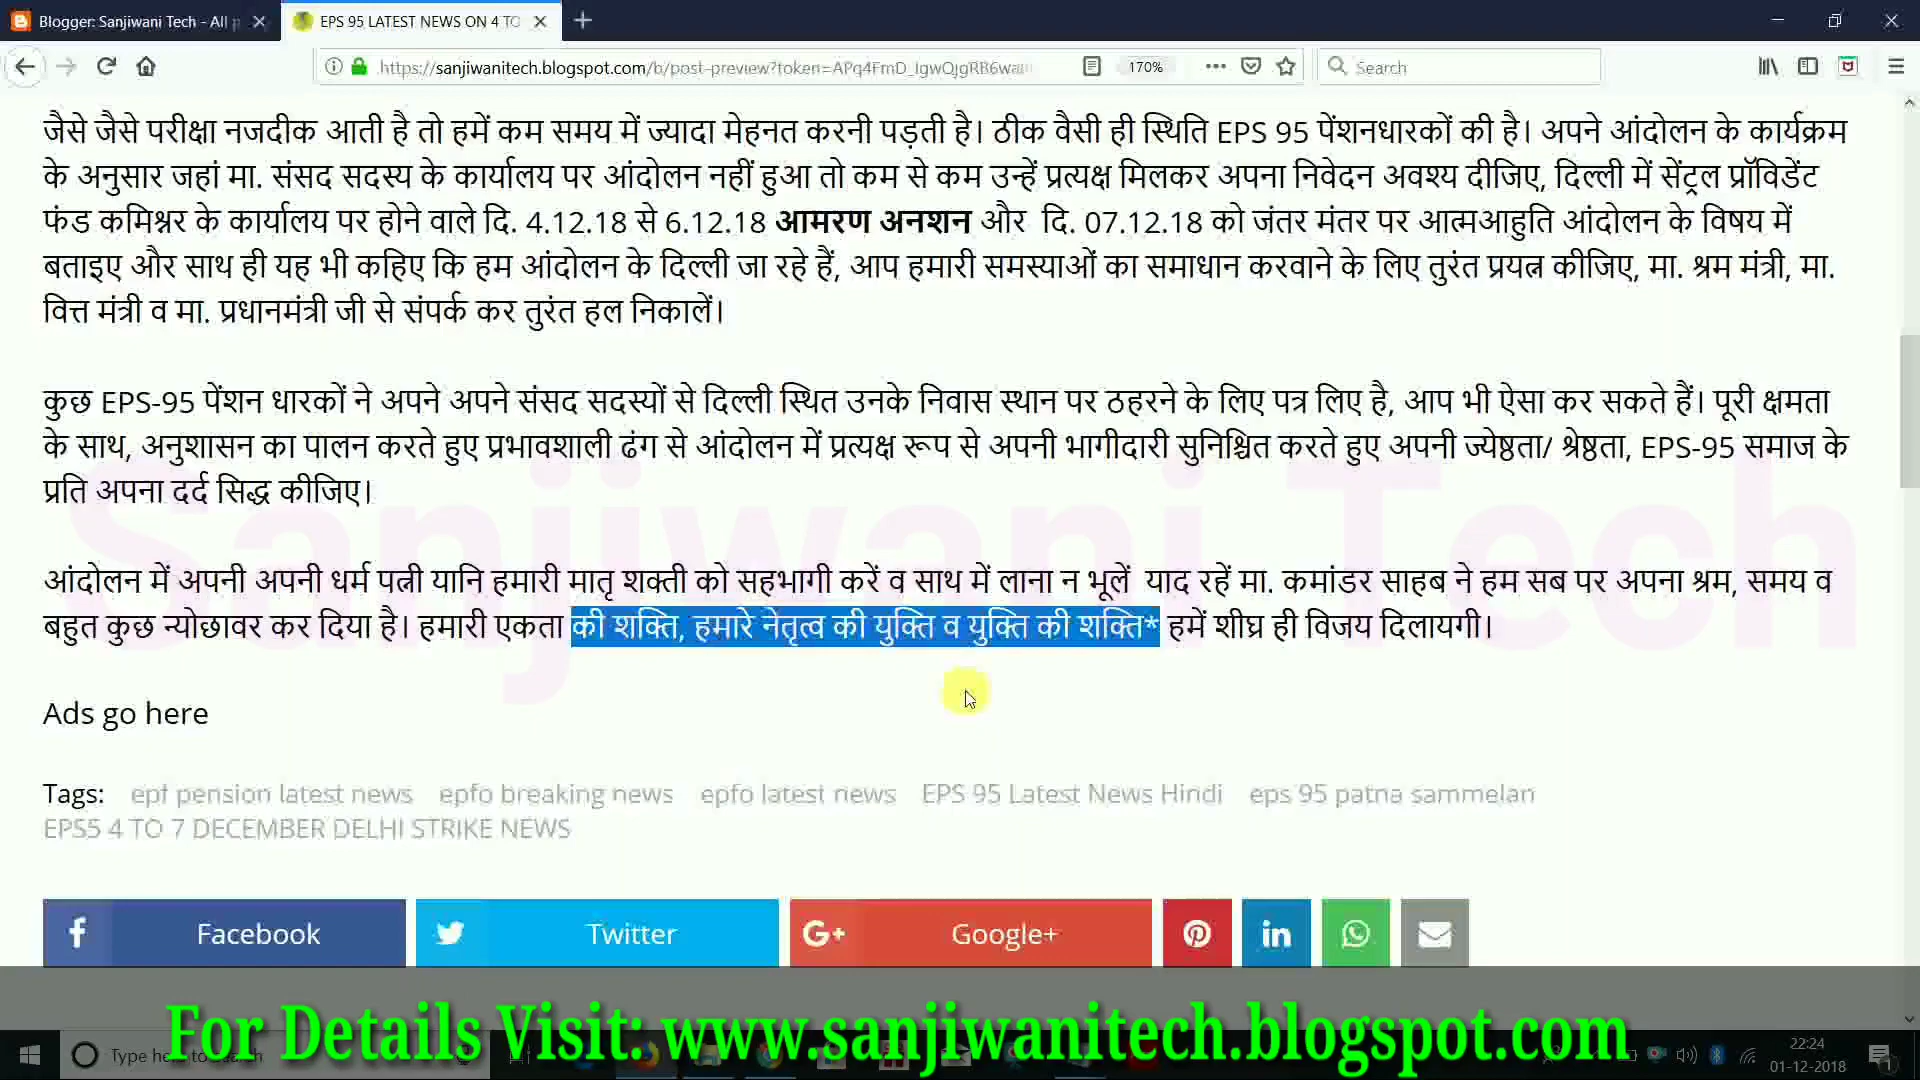 Blogger: Sanjiwani Tech - All p
EPS 95 LATEST NEWS ON 4 TO
https://sanjiwanitech.blogspot.com/b/post-preview?token=
170%
Search
जैसे जैसे परीक्षा नजदीक आती है तो हमें कम समय में ज्यादा मेहनत करनी पड़ती है। ठीक वैसी ही स्थिति EPS 95 पेंशनधारकों की है। अपने आंदोलन के कार्यक्रम
के अनुसार जहां मा. संसद सदस्य के कार्यालय पर आंदोलन नहीं हुआ तो कम से कम उन्हें प्रत्यक्ष मिलकर अपना निवेदन अवश्य दीजिए, दिल्ली में सेंट्रल प्रॉविडेंट
फंड कमिश्नर के कार्यालय पर होने वाले दि. 4.12.18 से 6.12.18 आमरण अनशन और दि. 07.12.18 को जंतर मंतर पर आत्मआहुति आंदोलन के विषय में
बताइए और साथ ही यह भी कहिए कि हम आंदोलन के दिल्ली जा रहे हैं, आप हमारी समस्याओं का समाधान करवाने के लिए तुरंत प्रयत्न कीजिए, मा. श्रम मंत्री, मा.
वित्त मंत्री व मा. प्रधानमंत्री जी से संपर्क कर तुरंत हल निकालें।
कुछ EPS-95 पेंशन धारकों ने अपने अपने संसद सदस्यों से दिल्ली स्थित उनके निवास स्थान पर ठहरने के लिए पत्र लिए है, आप भी ऐसा कर सकते हैं। पूरी क्षमता
के साथ, अनुशासन का पालन करते हुए प्रभावशाली ढंग से आंदोलन में प्रत्यक्ष रूप से अपनी भागीदारी सुनिश्चित करते हुए अपनी ज्येष्ठता/ श्रेष्ठता, EPS-95 समाज के
प्रति अपना दर्द सिद्ध कीजिए।
Sanjiwani Tech
आंदोलन में अपनी अपनी धर्म पत्नी यानि हमारी मातृ शक्ती को सहभागी करें व साथ में लाना न भूलें याद रहें मा. कमांडर साहब ने हम सब पर अपना श्रम, समय व
बहुत कुछ न्योछावर कर दिया है। हमारी एकता की शक्ति, हमारे नेतृत्व की युक्ति व युक्ति की शक्ति* हमें शीघ्र ही विजय दिलायगी।
Ads go here
Tags: epf pension latest news epfo breaking news epfo latest news EPS 95 Latest News Hindi eps 95 patna sammelan
EPS5 4 TO 7 DECEMBER DELHI STRIKE NEWS
Facebook Twitter G+ Google+
For Details Visit: www.sanjiwanitech.blogspot.com
Type here to search
22:24
01-12-2018